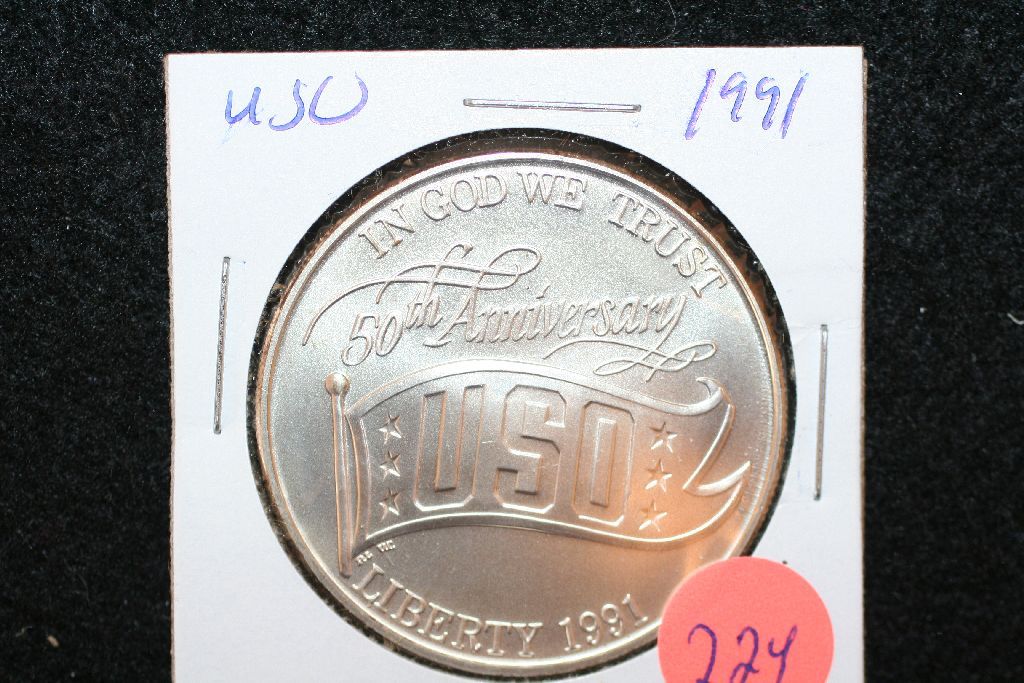 USO 1991
IN GOD WE TRUST
50th Anniversary
USO
LIBERTY 1991
224